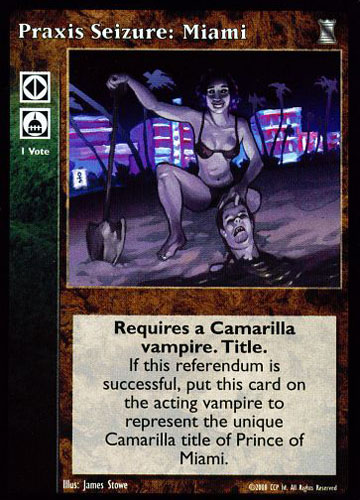 Praxis Seizure: Miami
1 Vote
Requires a Camarilla
vampire. Title.
If this referendum is
successful, put this card on
the acting vampire to
represent the unique
Camarilla title of Prince of
Miami.
Illus: James Stowe
©2008 CCP hf. All Rights Reserved